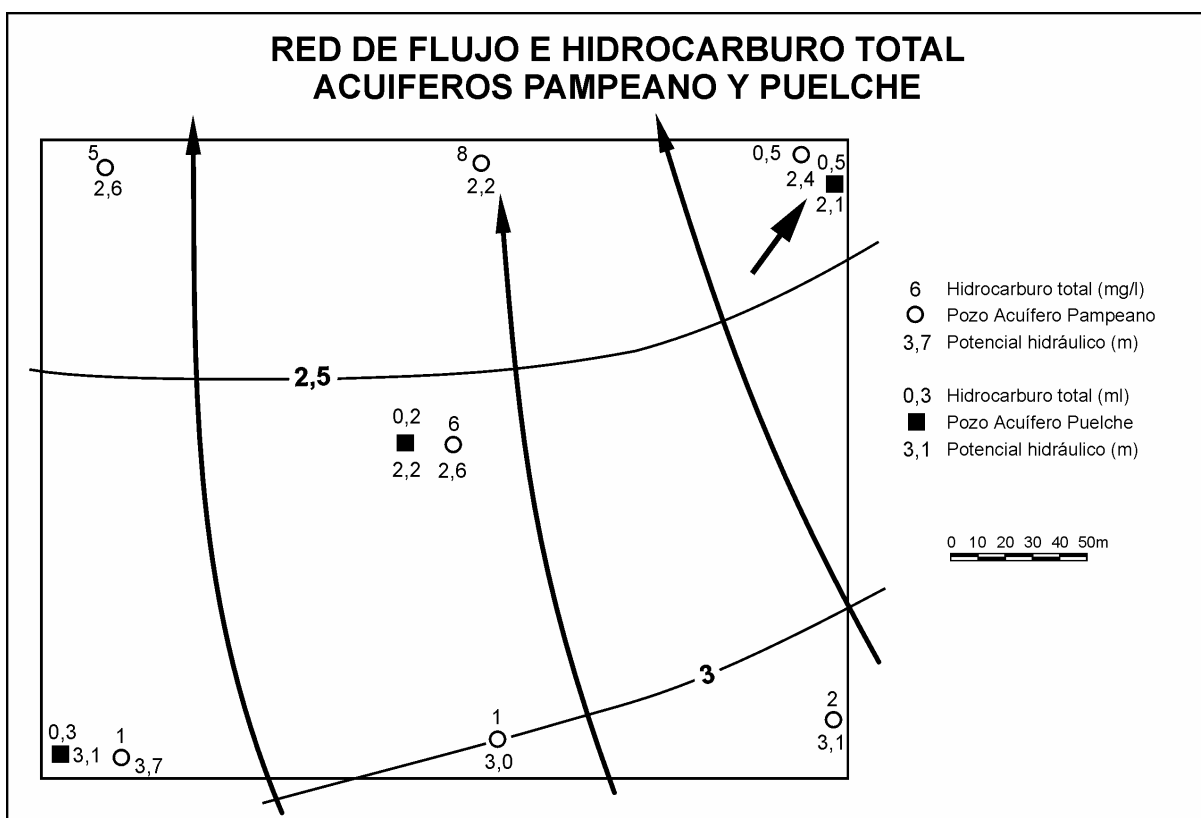 RED DE FLUJO E HIDROCARBURO TOTAL
ACUIFEROS PAMPEANO Y PUELCHE
5
2,6
8
2,2
0,5
2,4
0,5
2,1
2,5
0,2
2,2
6
2,6
3
0,3
3,1
1
3,7
1
3,0
2
3,1
6 Hidrocarburo total (mg/l)
Pozo Acuífero Pampeano
3,7 Potencial hidráulico (m)
0,3 Hidrocarburo total (ml)
Pozo Acuífero Puelche
3,1 Potencial hidráulico (m)
0 10 20 30 40 50m